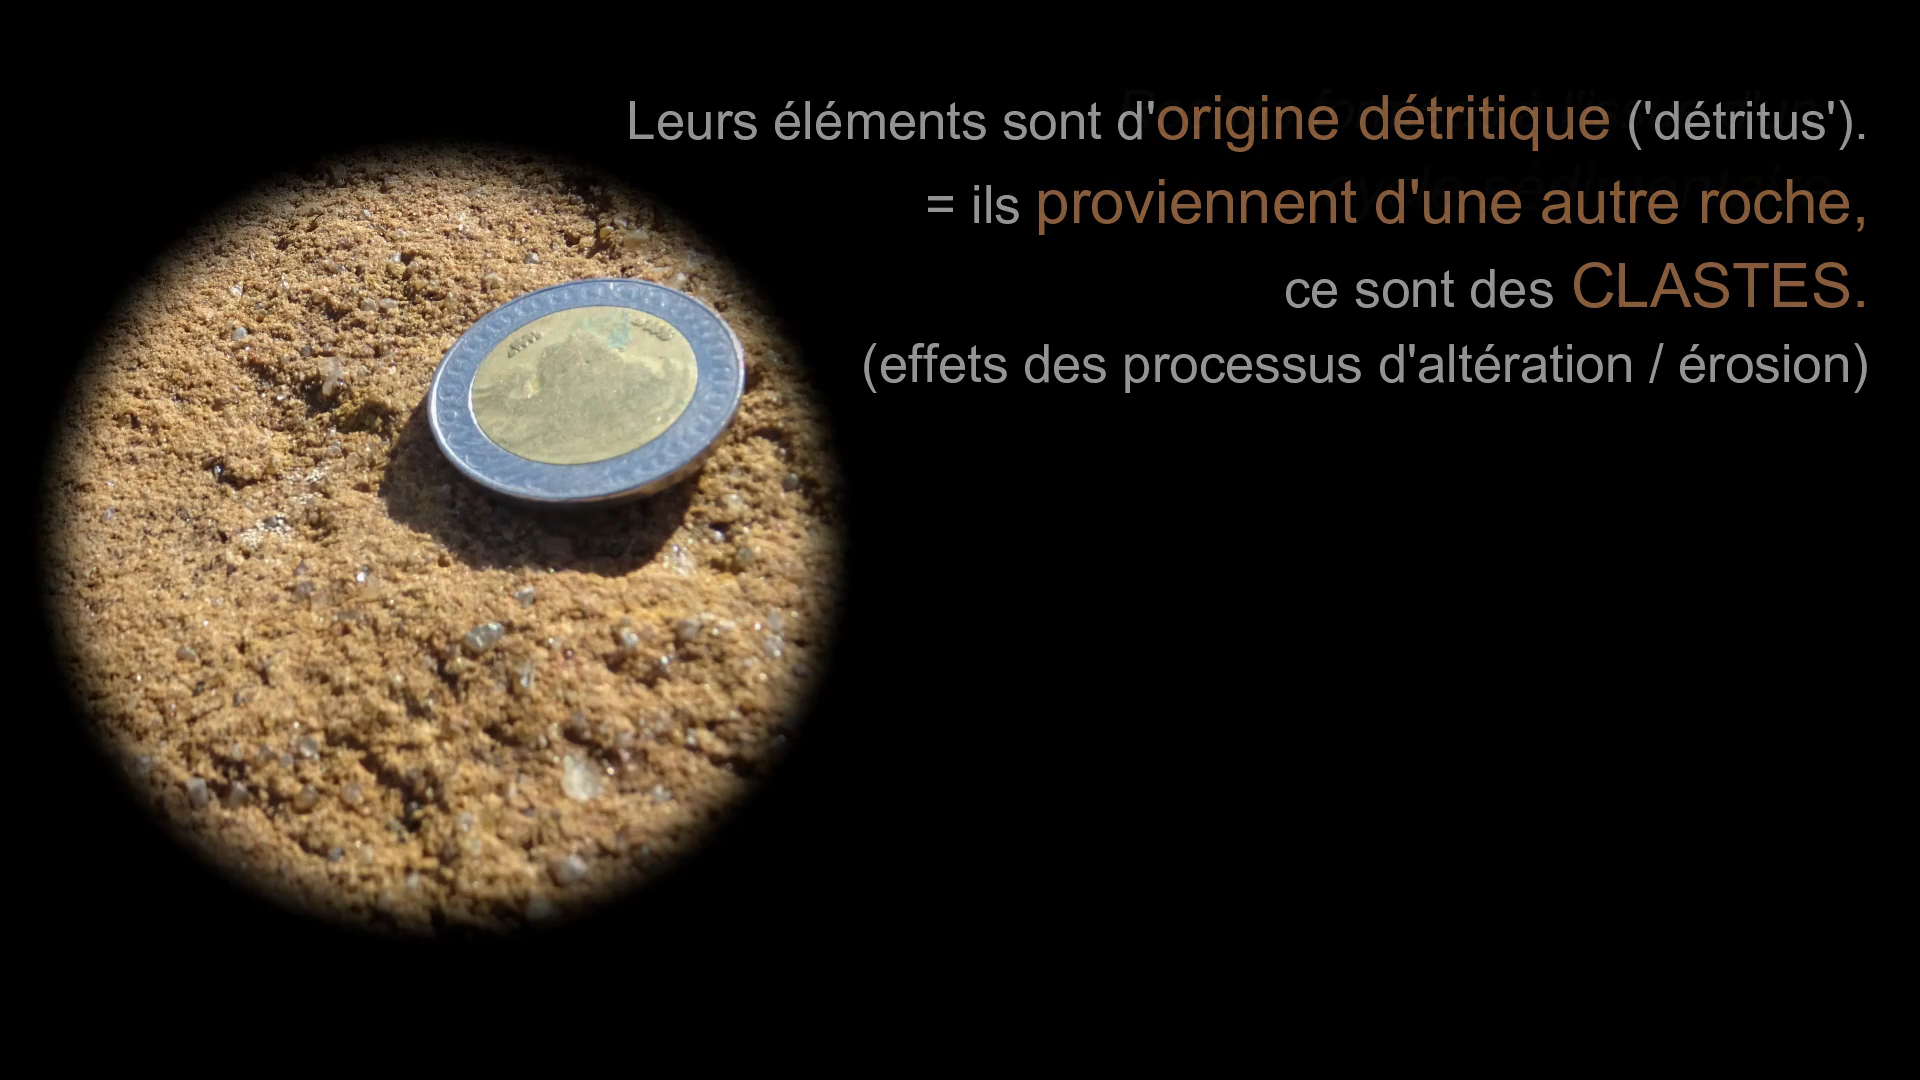 Leurs éléments sont d'origine détritique ('détritus').
= ils proviennent d'une autre roche,
ce sont des CLASTES.
(effets des processus d'altération / érosion)